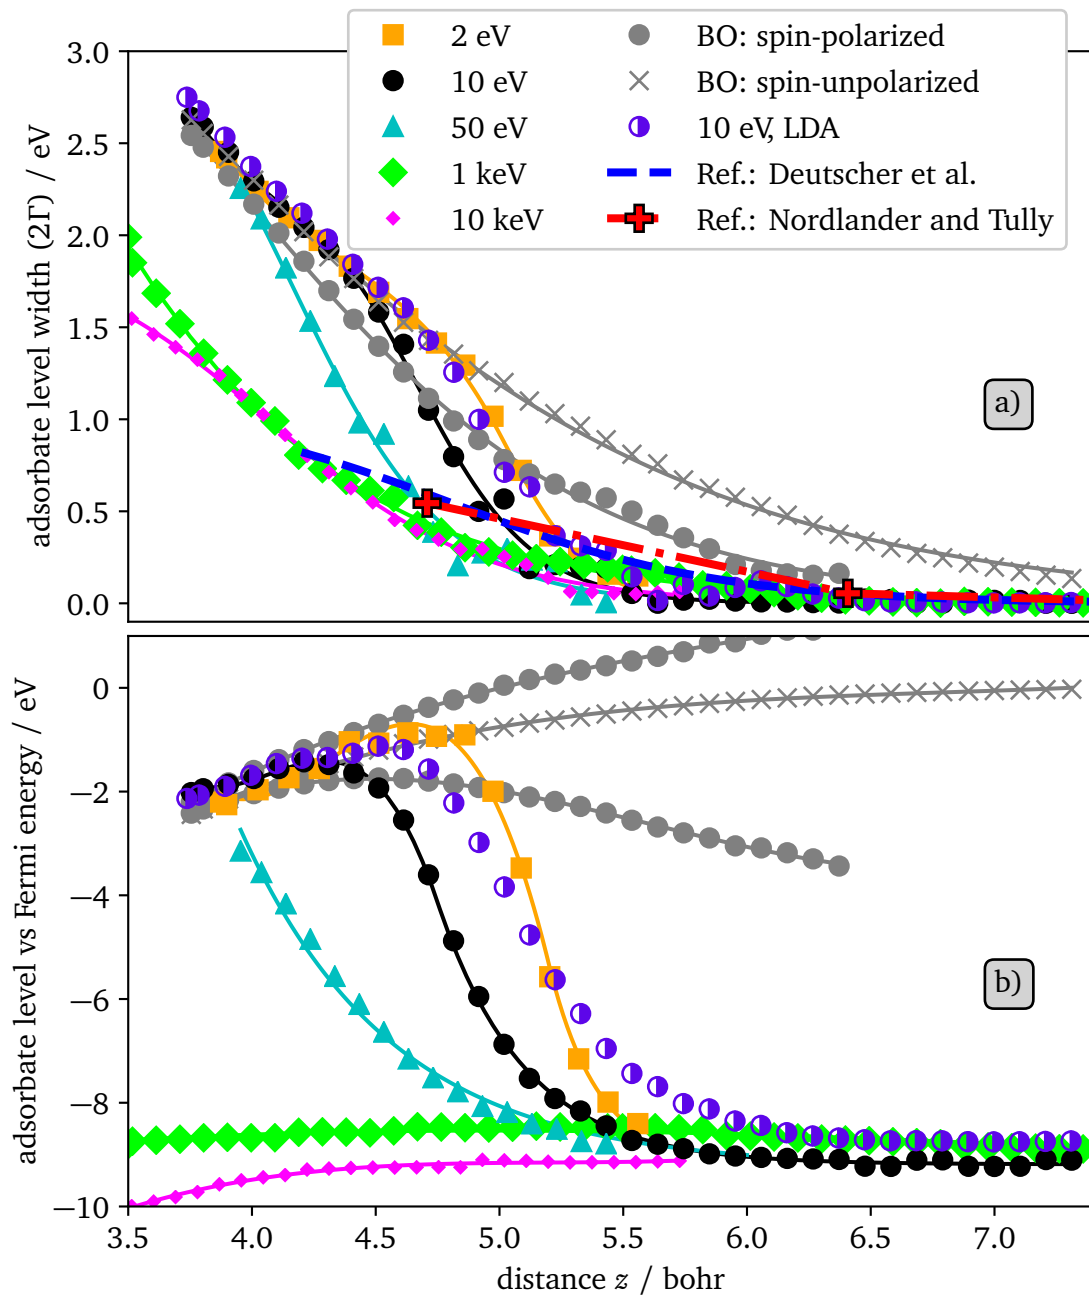 2 eV
10 eV
50 eV
1 keV
10 keV
BO: spin-polarized
BO: spin-unpolarized
10 eV, LDA
Ref.: Deutscher et al.
Ref.: Nordlander and Tully
adsorbate level width (2Γ) / eV
3.0
2.5
2.0
1.5
1.0
0.5
0.0
a)
adsorbate level vs Fermi energy / eV
0
−2
−4
−6
−8
−10
b)
3.5 4.0 4.5 5.0 5.5 6.0 6.5 7.0
distance z / bohr